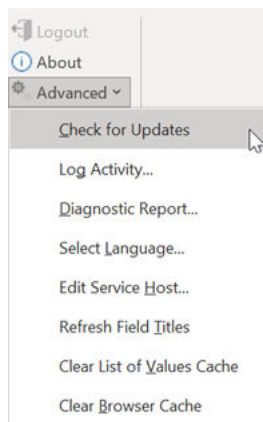 Logout
About
Advanced
Check for Updates
Log Activity...
Diagnostic Report...
Select Language...
Edit Service Host...
Refresh Field Titles
Clear List of Values Cache
Clear Browser Cache